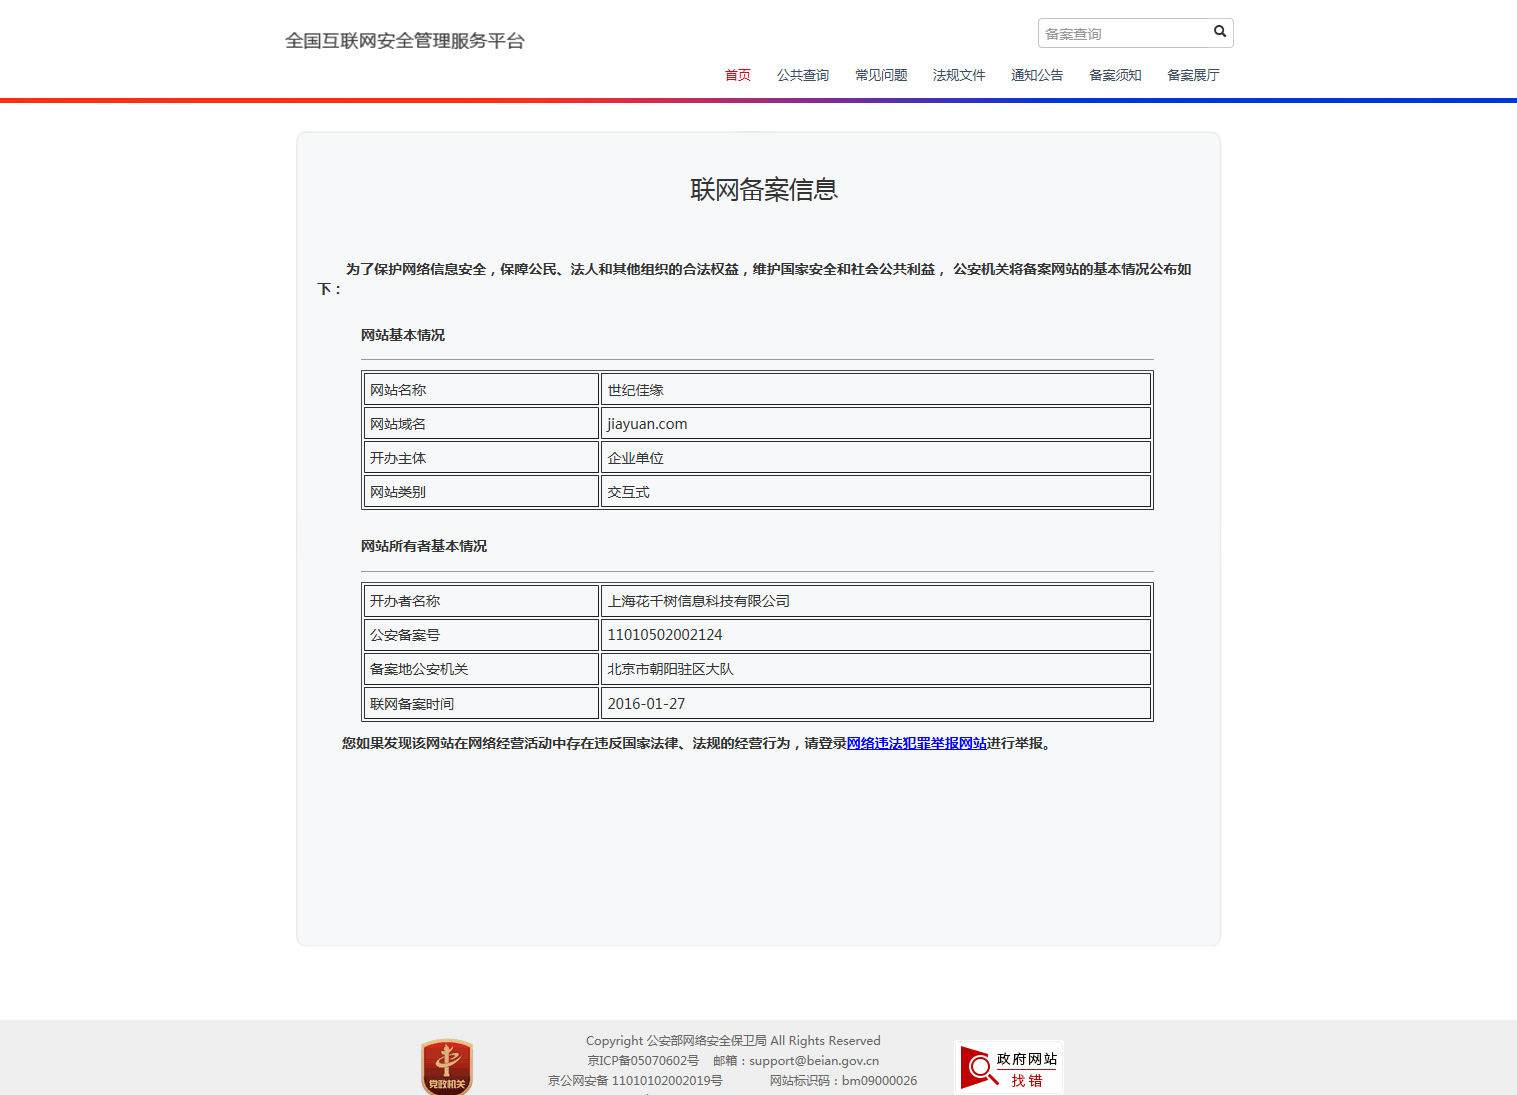 全国互联网安全管理服务平台
备案查询
首页 公共查询 常见问题 法规文件 通知公告 备案须知 备案展厅
联网备案信息
为了保护网络信息安全，保障公民、法人和其他组织的合法权益，维护国家安全和社会公共利益， 公安机关将备案网站的基本情况公布如
下：
网站基本情况
网站名称 世纪佳缘
网站域名 jiayuan.com
开办主体 企业单位
网站类别 交互式
网站所有者基本情况
开办者名称 上海花千树信息科技有限公司
公安备案号 11010502002124
备案地公安机关 北京市朝阳驻区大队
联网备案时间 2016-01-27
您如果发现该网站在网络经营活动中存在违反国家法律、法规的经营行为，请登录网络违法犯罪举报网站进行举报。
Copyright 公安部网络安全保卫局 All Rights Reserved
京ICP备05070602号 邮箱：support@beian.gov.cn
京公网安备 11010102002019号 网站标识码：bm09000026
党政机关
政府网站
找错